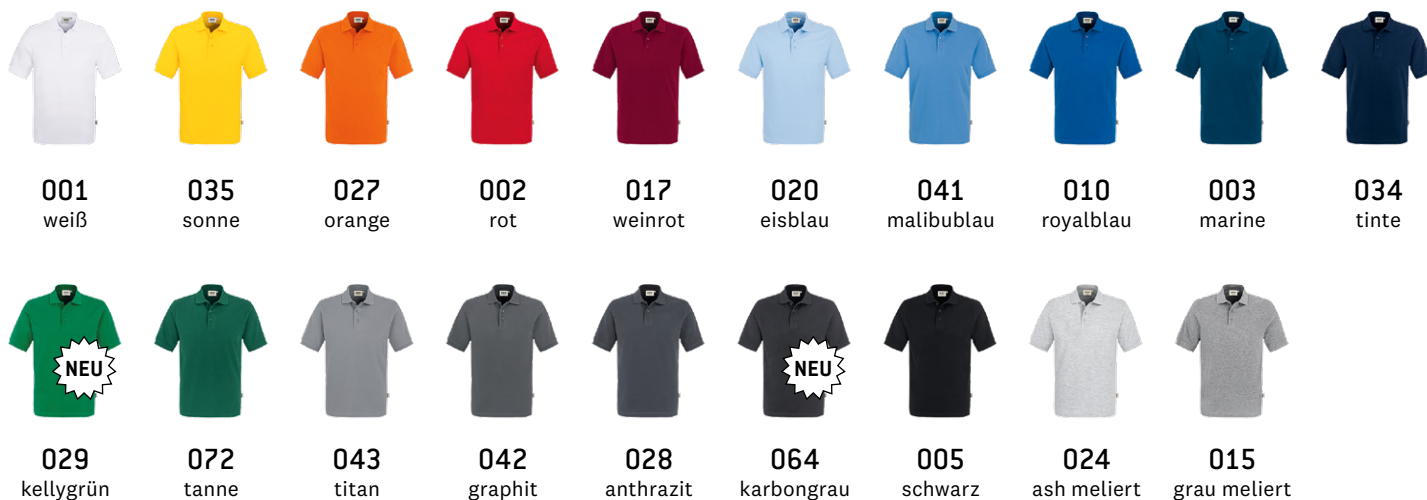 001
weiß
035
sonne
027
orange
002
rot
017
weinrot
020
eisblau
041
malibublau
010
royalblau
003
marine
034
tinte
NEU
029
kellygrün
072
tanne
043
titan
042
graphit
028
anthrazit
NEU
064
karbongrau
005
schwarz
024
ash meliert
015
grau meliert